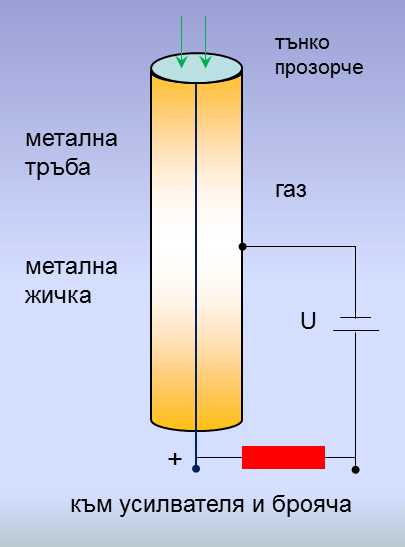 тънко
прозорче
метална
тръба
газ
метална
жичка
U
+
към усилвателя и брояча